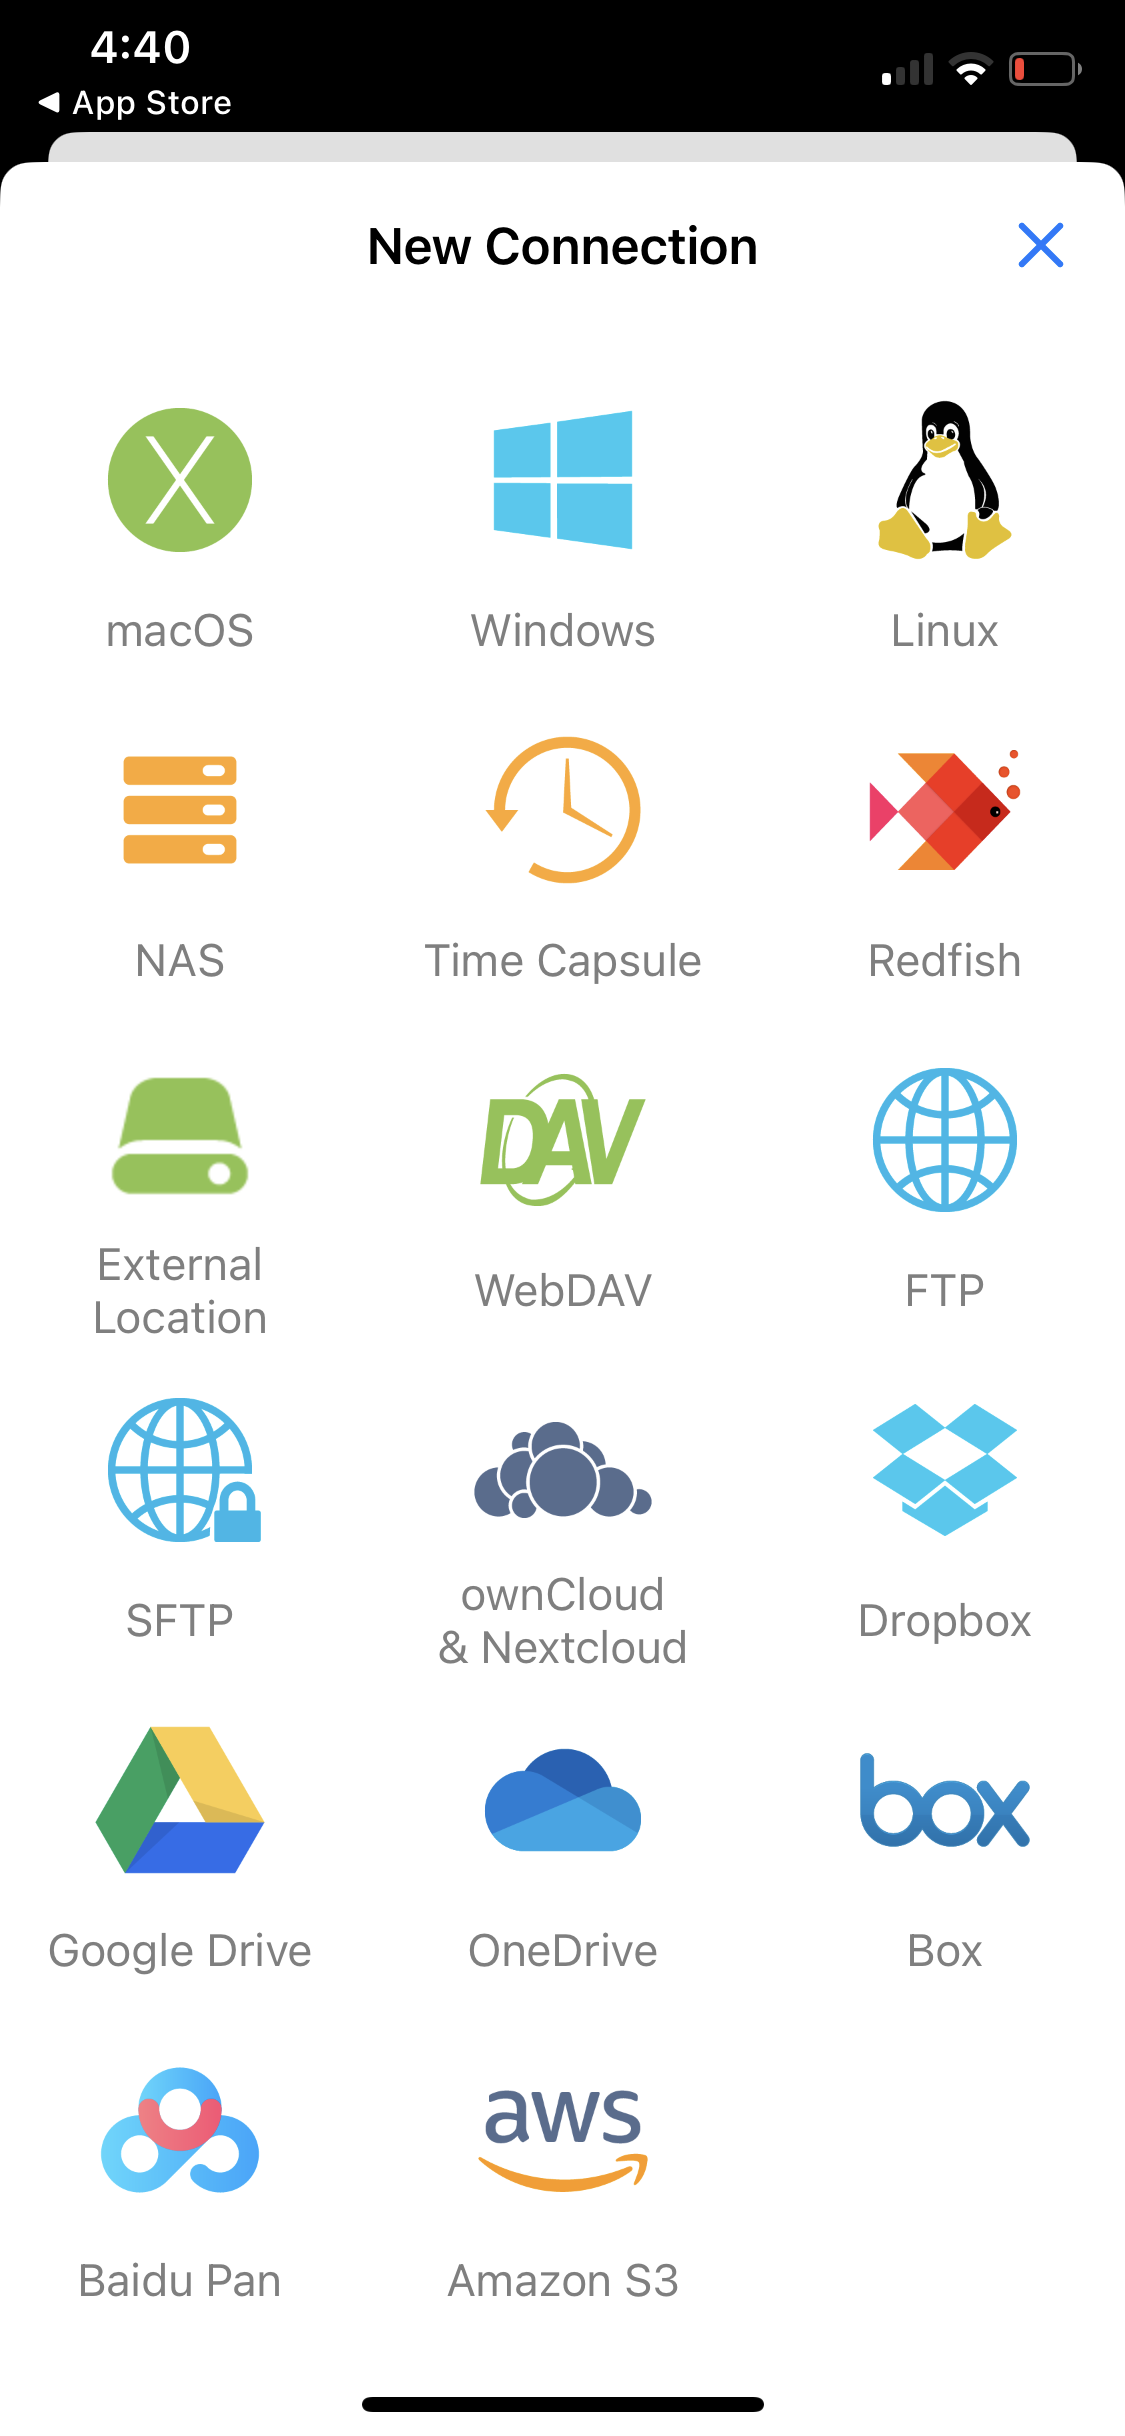 4:40
App Store
New Connection
macOS
Windows
Linux
NAS
Time Capsule
Redfish
DAV
External
Location
WebDAV
FTP
SFTP
ownCloud
& Nextcloud
Dropbox
box
Google Drive
OneDrive
Box
aws
Baidu Pan
Amazon S3